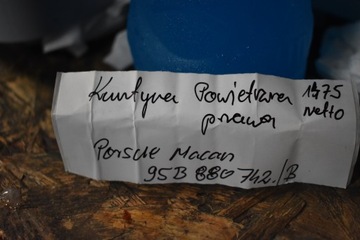 Kurtyna Powietrzna 1475
prawa netto
Porsche Macan
95B 880 742./B